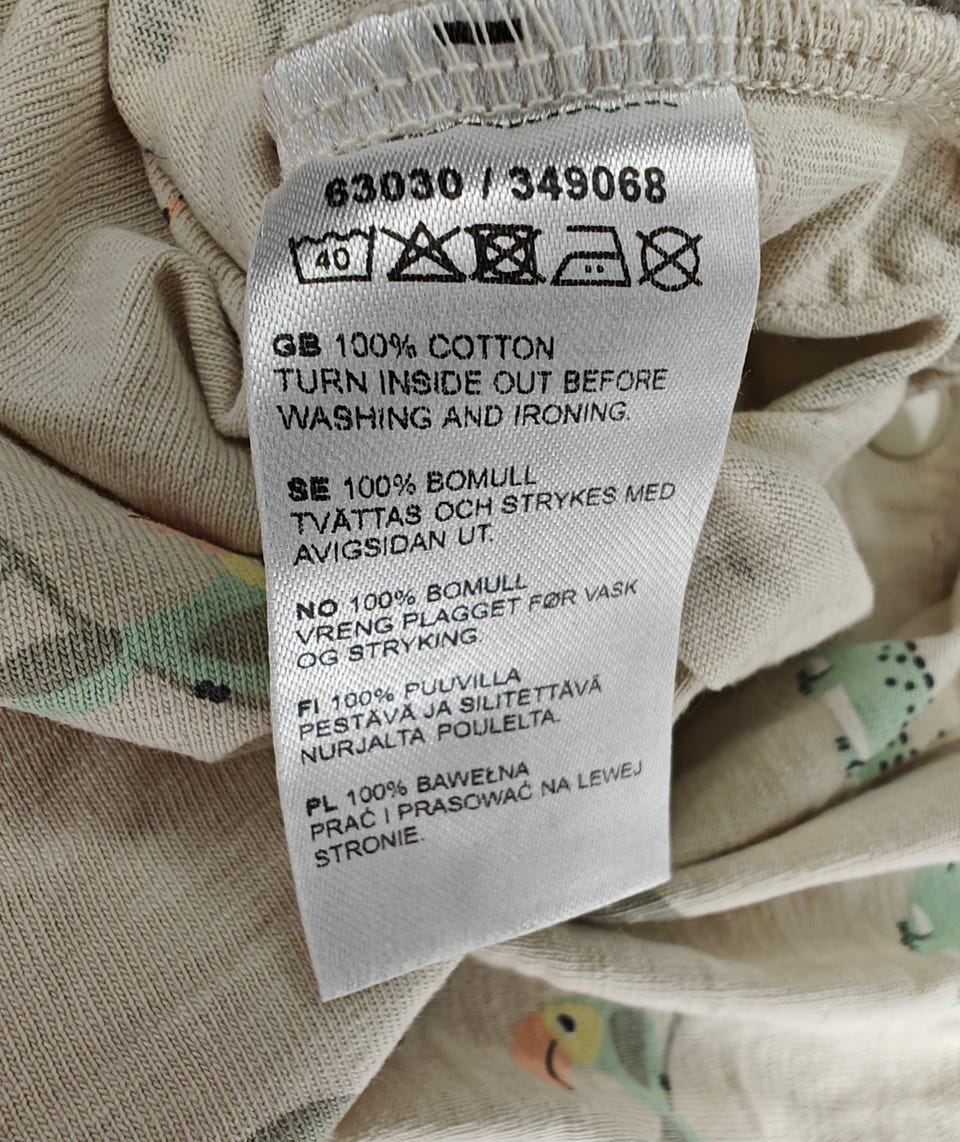 63030 / 349068
40
GB 100% COTTON
TURN INSIDE OUT BEFORE
WASHING AND IRONING.
SE 100% BOMULL
TVÄTTAS OCH STRYKES MED
AVIGSIDAN UT.
NO 100% BOMULL
VRENG PLAGGET FØR VASK
OG STRYKING
FI 100% PUUVILLA
PESTÄVÄ JA SILITETTÄVÄ
NURJALTA POULELTA.
PL 100% BAWEŁNA
PRAĆ I PRASOWAĆ NA LEWEJ
STRONIE.